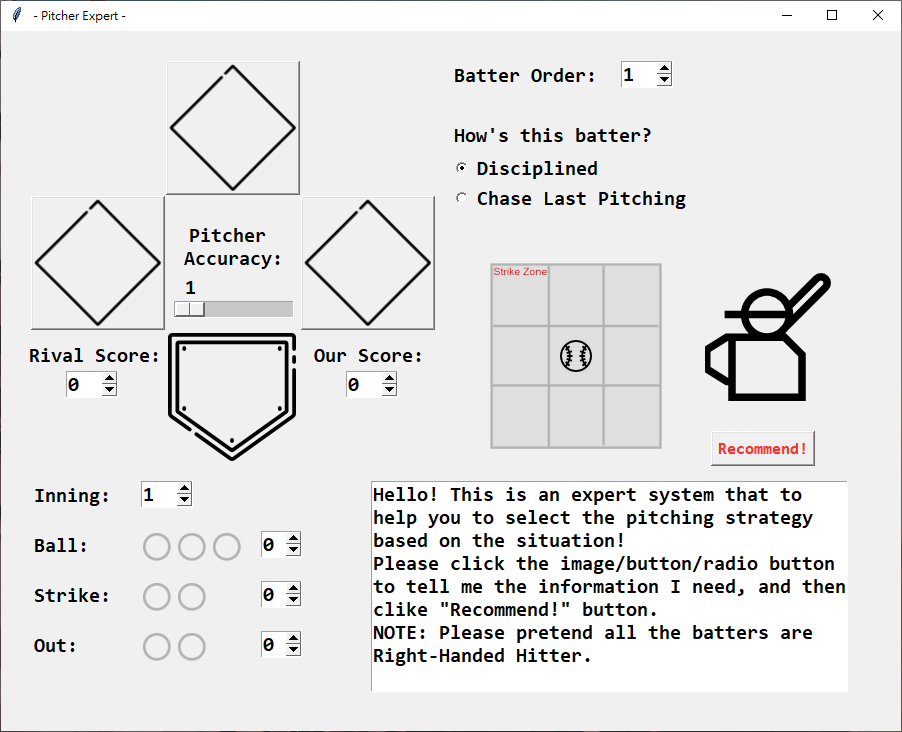 - Pitcher Expert -
Batter Order: 1
How's this batter?
Disciplined
Chase Last Pitching
Pitcher
Accuracy:
1
Strike Zone
Rival Score:
0
Our Score:
0
Recommend!
Inning: 1
Ball: 0
Strike: 0
Out: 0
Hello! This is an expert system that to
help you to select the pitching strategy
based on the situation!
Please click the image/button/radio button
to tell me the information I need, and then
clike "Recommend!" button.
NOTE: Please pretend all the batters are
Right-Handed Hitter.